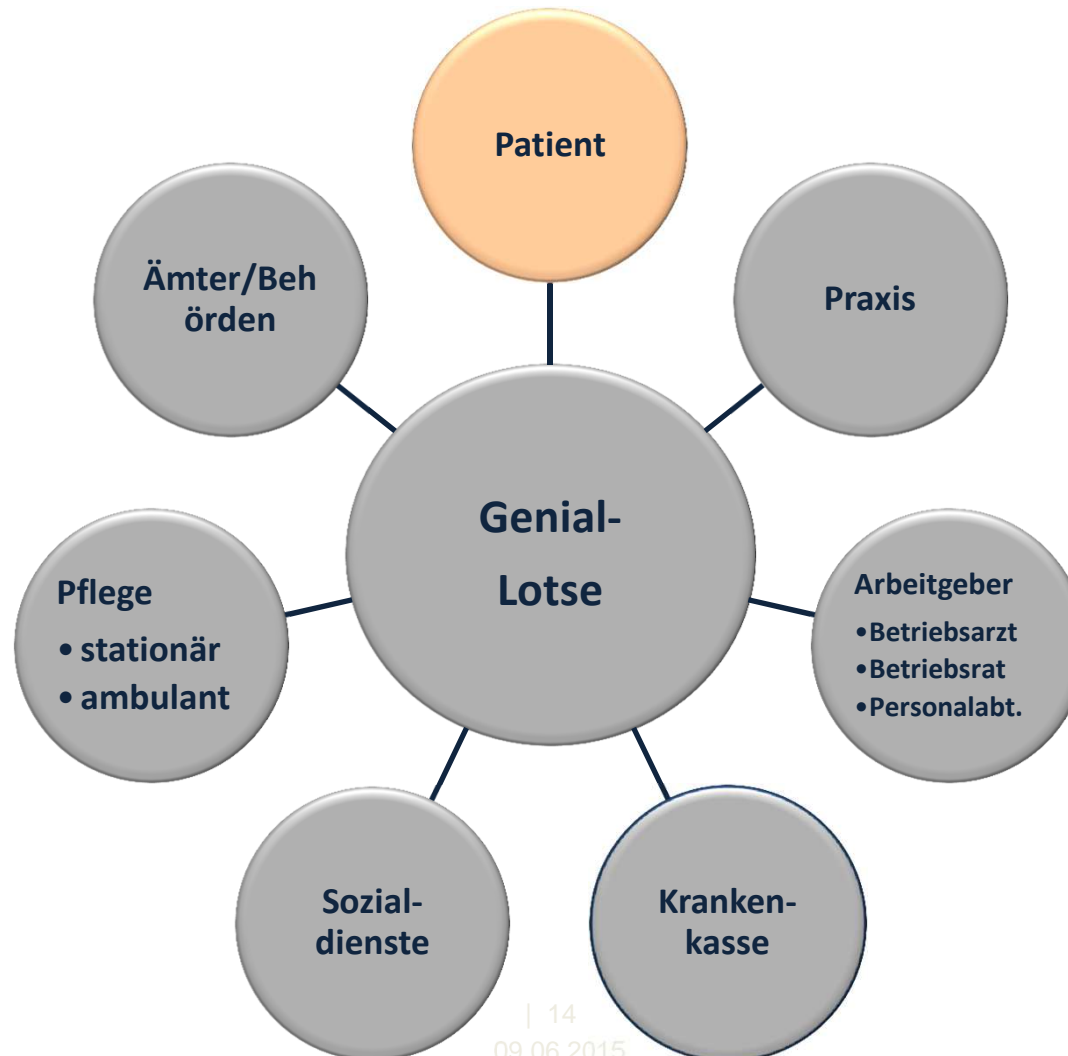 Patient
Ämter/Beh
örden
Praxis
Genial-
Lotse
Pflege
• stationär
• ambulant
Arbeitgeber
•Betriebsarzt
•Betriebsrat
•Personalabt.
Sozial-
dienste
Kranken-
kasse
| 14
09.06.2015